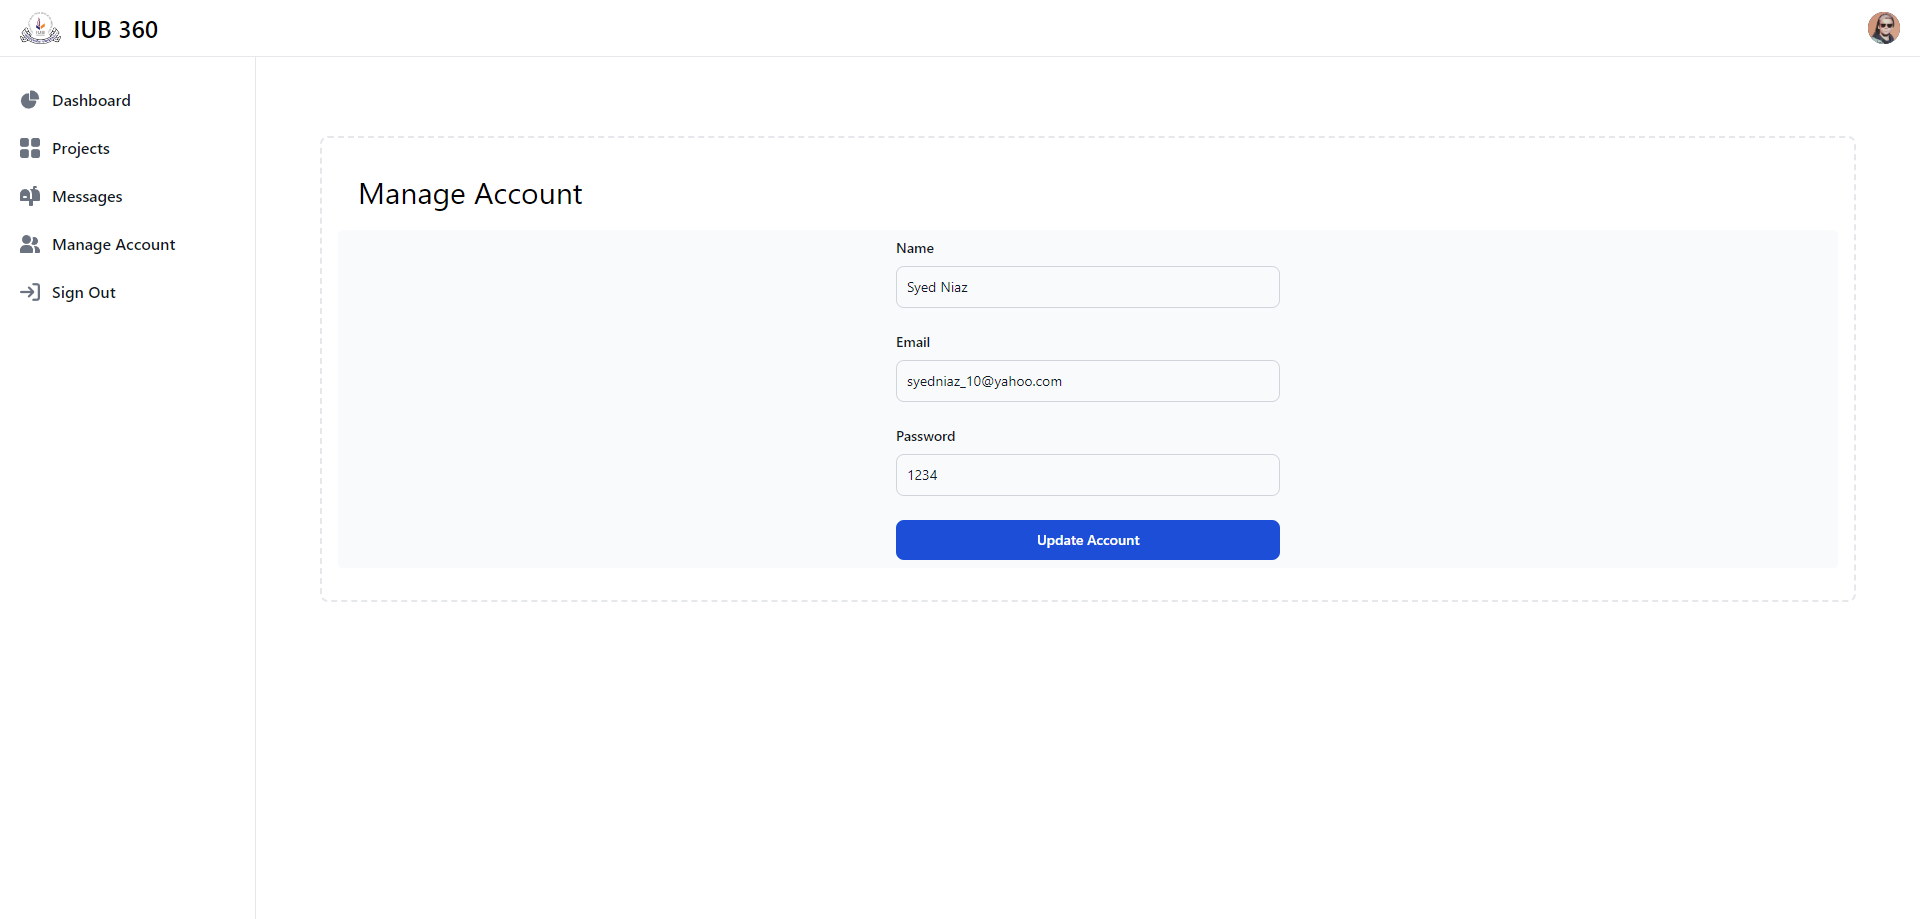 IUB 360
Dashboard
Projects
Messages
Manage Account
Sign Out
Manage Account
Name
Syed Niaz
Email
syedniaz_10@yahoo.com
Password
1234
Update Account